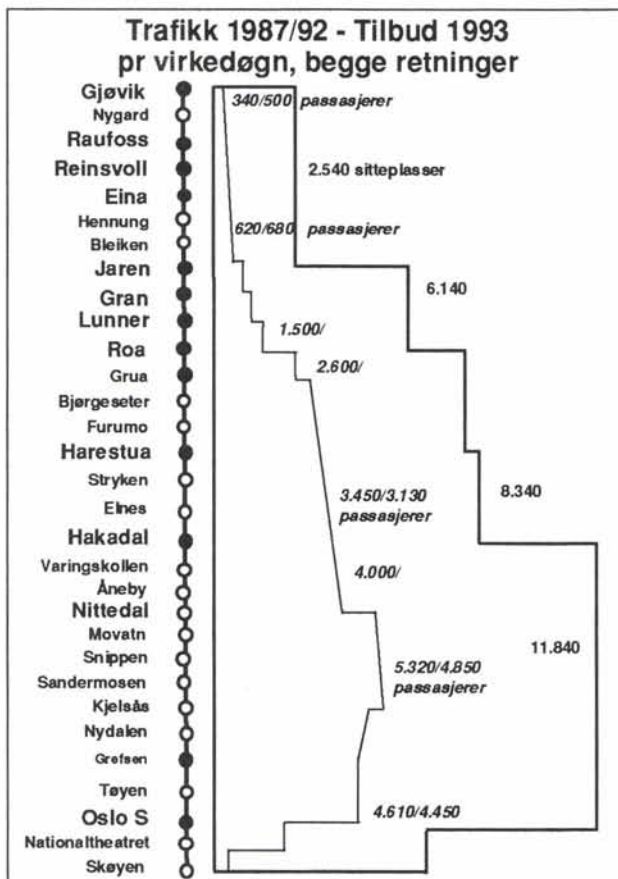 Trafikk 1987/92 - Tilbud 1993
pr virkedøgn, begge retninger
Gjøvik
340/500 passasjerer
Nygard
Raufoss
Reinsvoll
2.540 sitteplasser
Eina
Hennung
620/680 passasjerer
Bleiken
Jaren
6.140
Gran
Lunner
1.500/
Roa
2.600/
Grua
Bjørgeseter
Furumo
Harestua
Stryken
3.450/3.130
passasjerer
8.340
Elnes
Hakadal
Varingskollen
4.000/
Åneby
Nittedal
Movatn
11.840
Snippen
5.320/4.850
passasjerer
Sandermosen
Kjelsås
Nydalen
Grefsen
Tøyen
4.610/4.450
Oslo S
Nationaltheatret
Skøyen